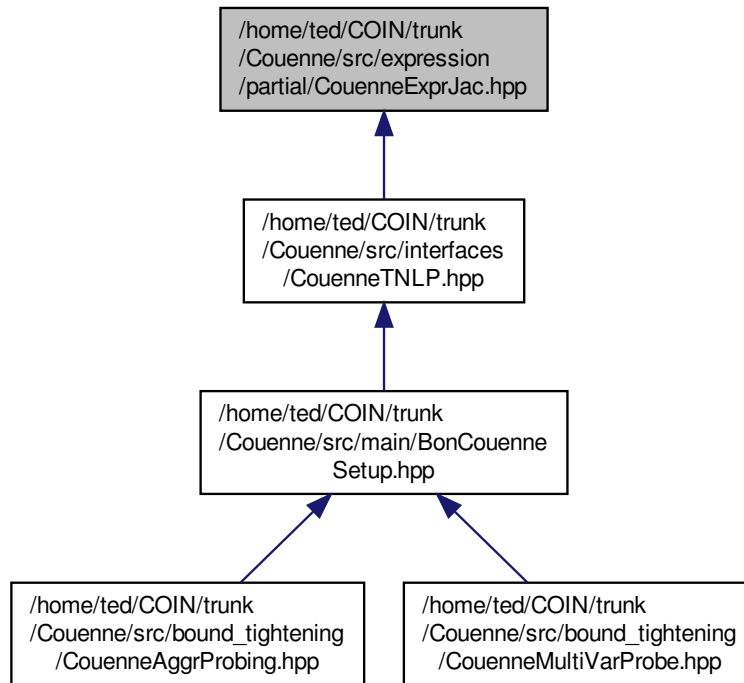 /home/ted/COIN/trunk
/Couenne/src/expression
/partial/CouenneExprJac.hpp
/home/ted/COIN/trunk
/Couenne/src/interfaces
/CouenneTNLP.hpp
/home/ted/COIN/trunk
/Couenne/src/main/BonCouenne
Setup.hpp
/home/ted/COIN/trunk
/Couenne/src/bound_tightening
/CouenneAggrProbing.hpp
/home/ted/COIN/trunk
/Couenne/src/bound_tightening
/CouenneMultiVarProbe.hpp